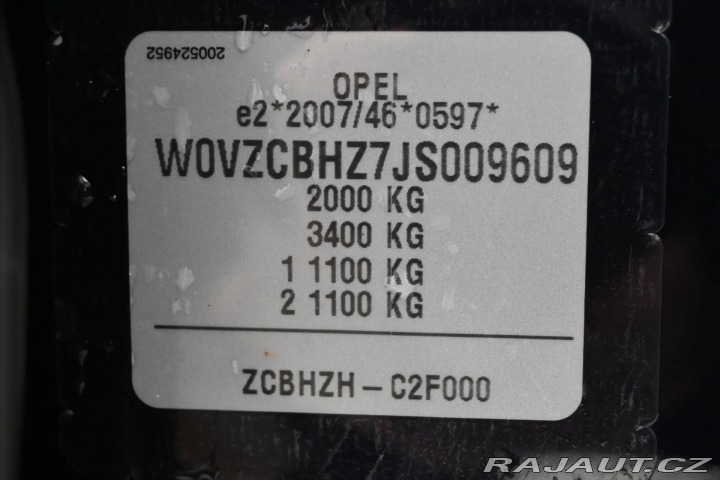 200524952
OPEL
e2*2007/46*0597*
W0VZCBHZ7JS009609
2000 KG
3400 KG
1 1100 KG
2 1100 KG
ZCBHZH - C2F000
RAJAUT.CZ